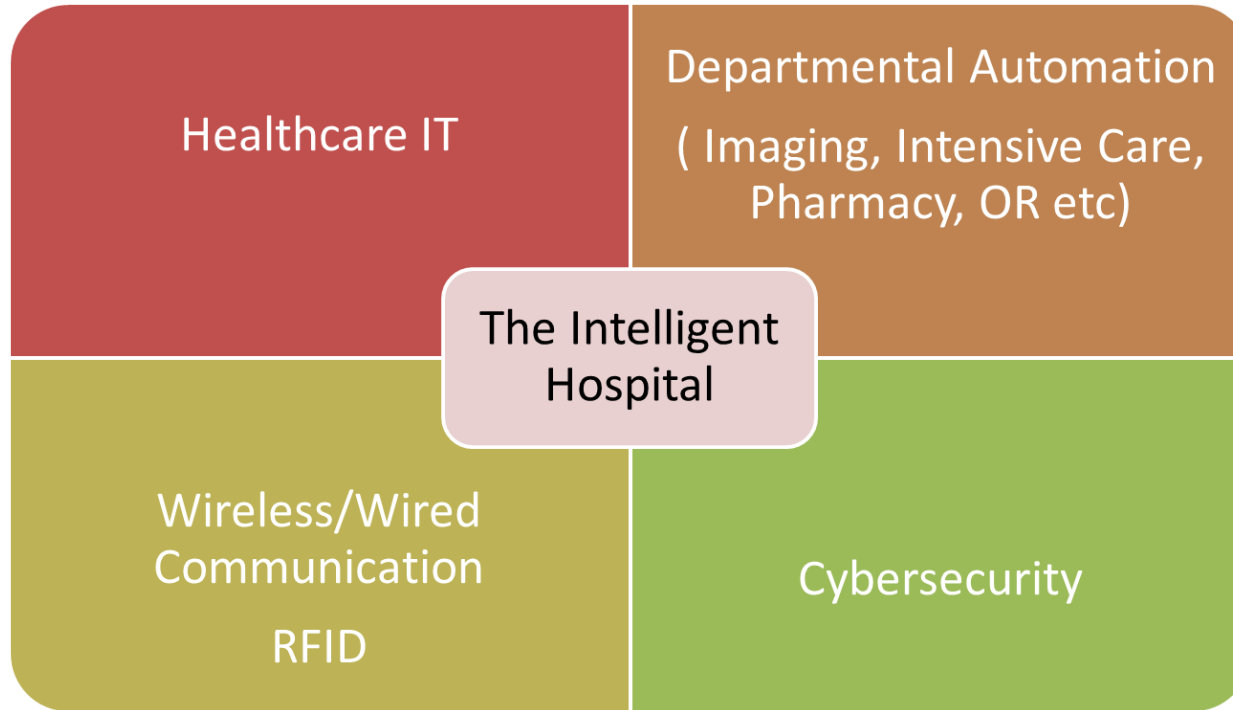 Healthcare IT
Departmental Automation
( Imaging, Intensive Care,
Pharmacy, OR etc)
The Intelligent
Hospital
Wireless/Wired
Communication
RFID
Cybersecurity